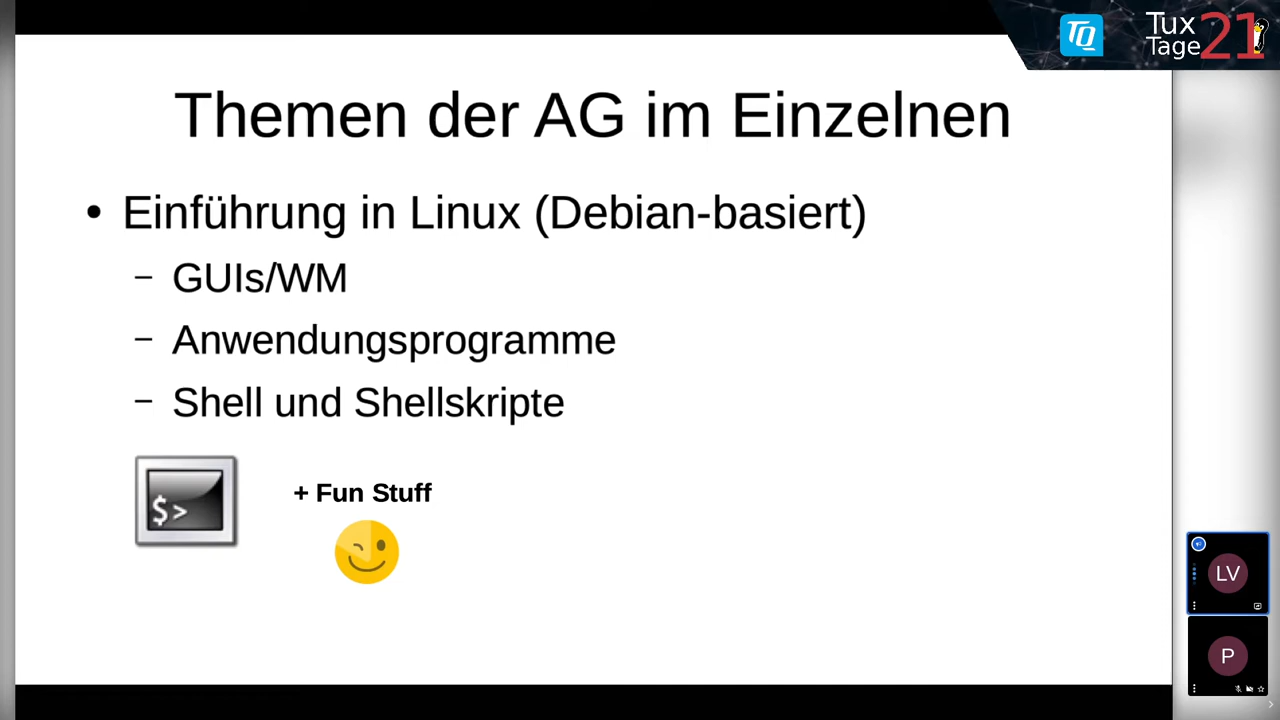 Tux
Tage 21
TQ
Themen der AG im Einzelnen
• Einführung in Linux (Debian-basiert)
– GUIs/WM
– Anwendungsprogramme
– Shell und Shellskripte
$>
+ Fun Stuff
LV
P